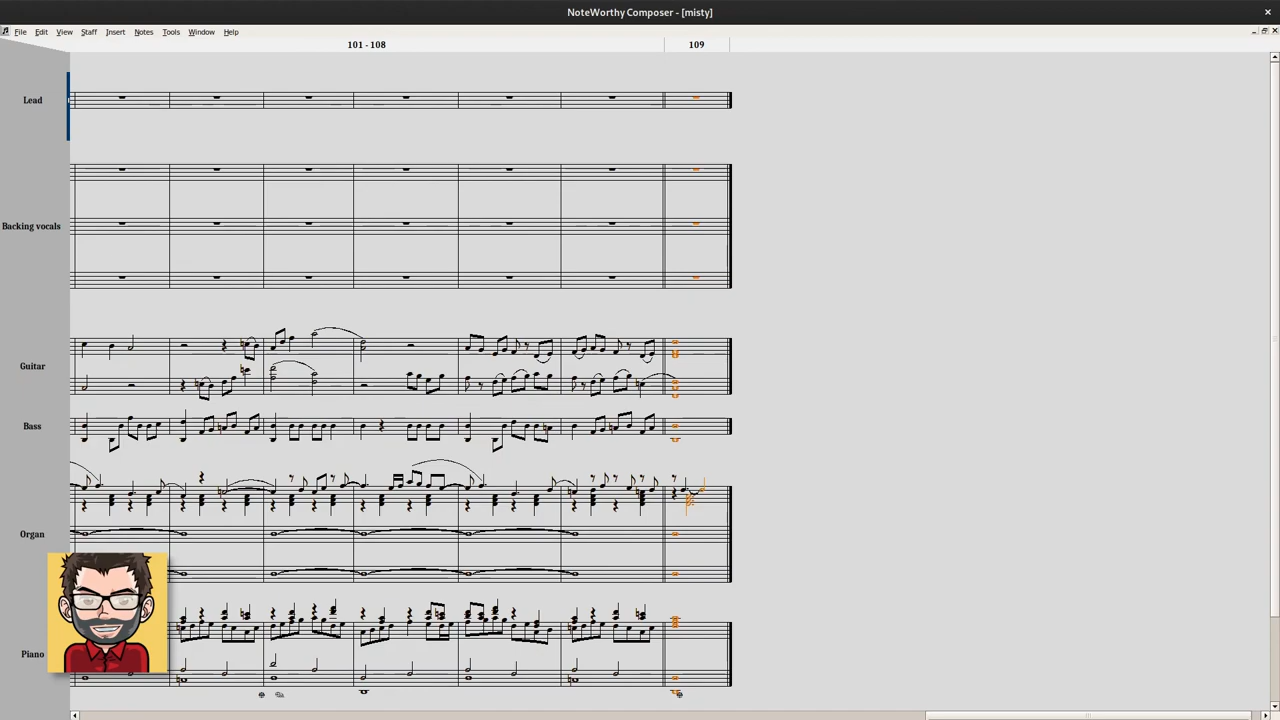 NoteWorthy Composer - [misty]
File Edit View Staff Insert Notes Tools Window Help
101 - 108 109
Lead
Backing vocals
Guitar
Bass
Organ
Piano